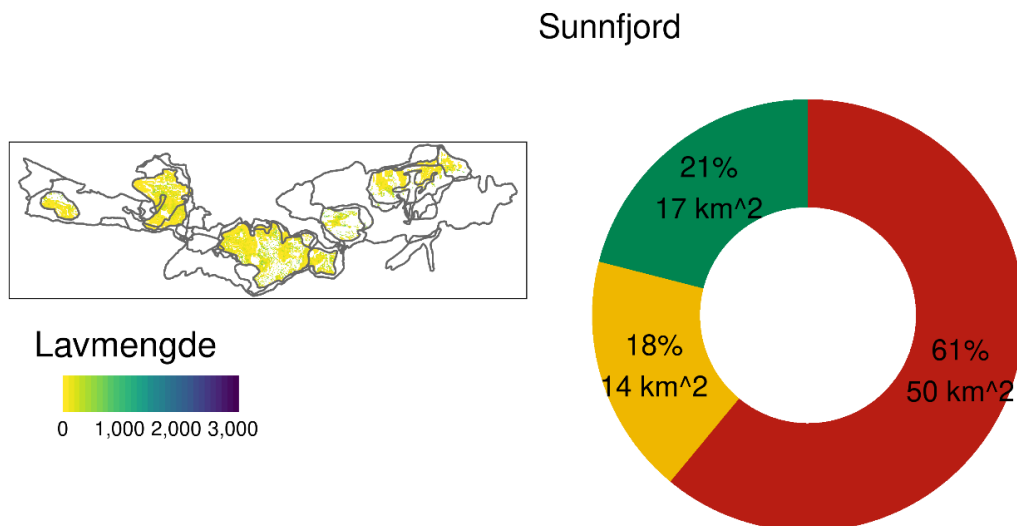 Sunnfjord
Lavmengde
0 1,000 2,000 3,000
21%
17 km^2
18%
14 km^2
61%
50 km^2